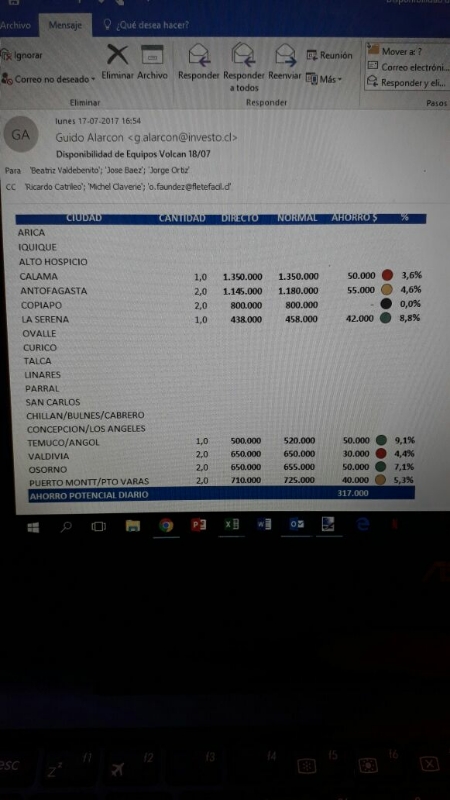 Archivo Mensaje ¿Qué desea hacer?
Ignorar
Correo no deseado
Eliminar Archivo
Responder Responder a todos Reenviar
Reunión
Más
Mover a: ?
Correo electróni...
Responder y eli...
Eliminar Responder Pasos
GA
lunes 17-07-2017 16:54
Guido Alarcon <g.alarcon@investo.cl>
Disponibilidad de Equipos Volcan 18/07
Para 'Beatriz Valdebenito'; 'Jose Baez'; 'Jorge Ortiz'
CC 'Ricardo Catrileo'; 'Michel Claverie'; 'o.faundez@fletefacil.cl'
CIUDAD CANTIDAD DIRECTO NORMAL AHORRO $ %
ARICA
IQUIQUE
ALTO HOSPICIO
CALAMA 1,0 1.350.000 1.350.000 50.000 3,6%
ANTOFAGASTA 2,0 1.145.000 1.180.000 55.000 4,6%
COPIAPO 2,0 800.000 800.000 - 0,0%
LA SERENA 1,0 438.000 458.000 42.000 8,8%
OVALLE
CURICO
TALCA
LINARES
PARRAL
SAN CARLOS
CHILLAN/BULNES/CABRERO
CONCEPCION/LOS ANGELES
TEMUCO/ANGOL 1,0 500.000 520.000 50.000 9,1%
VALDIVIA 2,0 650.000 650.000 30.000 4,4%
OSORNO 2,0 650.000 655.000 50.000 7,1%
PUERTO MONTT/PTO VARAS 2,0 710.000 725.000 40.000 5,3%
AHORRO POTENCIAL DIARIO 317.000
esc f1 f2 f3 f4 f5 f6